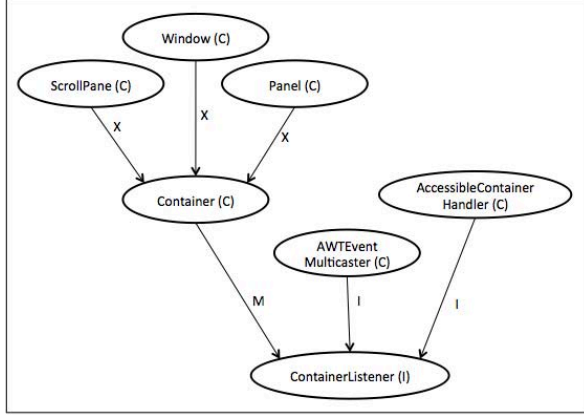 Window (C)
ScrollPane (C)
Panel (C)
X
X
X
Container (C)
AccessibleContainer
Handler (C)
AWTEvent
Multicaster (C)
M
I
I
ContainerListener (I)